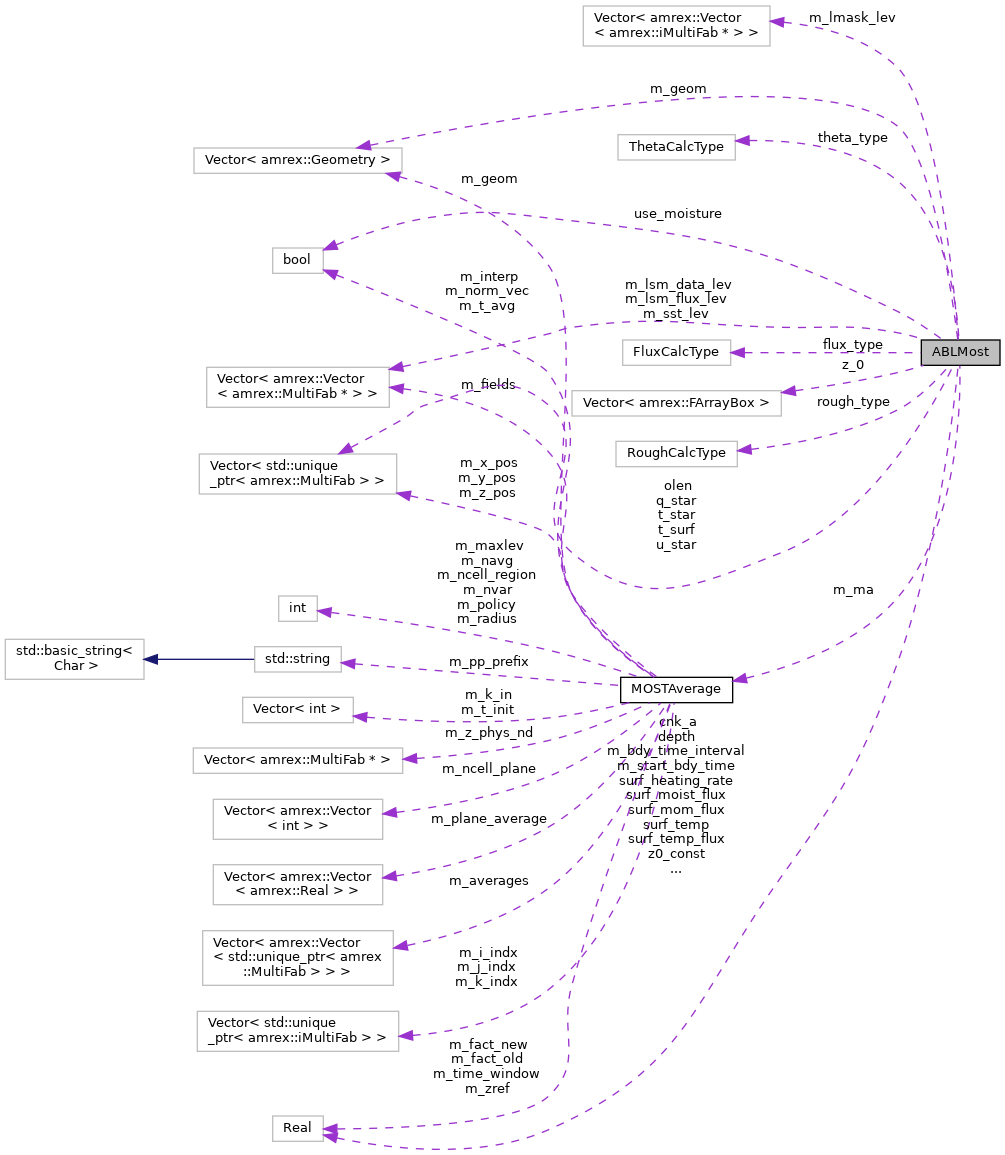 Vector< amrex::Vector
< amrex::iMultiFab * > >
m_lmask_lev
m_geom
theta_type
ThetaCalcType
Vector< amrex::Geometry >
m_geom
use_moisture
bool
m_interp
m_norm_vec
m_t_avg
m_lsm_data_lev
m_lsm_flux_lev
m_sst_lev
flux_type
FluxCalcType
ABLMost
z_0
Vector< amrex::Vector
< amrex::MultiFab * > >
m_fields
Vector< amrex::FArrayBox >
rough_type
RoughCalcType
Vector< std::unique
_ptr< amrex::MultiFab > >
m_x_pos
m_y_pos
m_z_pos
olen
q_star
t_star
t_surf
u_star
m_maxlev
m_navg
m_ncell_region
m_nvar
m_policy
m_radius
int
m_ma
std::basic_string<
Char >
std::string
m_pp_prefix
MOSTAverage
Vector< int >
m_k_in
m_t_init
m_z_phys_nd
Vector< amrex::MultiFab * >
m_ncell_plane
cnk_a
depth
m_bdy_time_interval
m_start_bdy_time
surf_heating_rate
surf_moist_flux
surf_mom_flux
surf_temp
surf_temp_flux
z0_const
...
Vector< amrex::Vector
< int > >
m_plane_average
Vector< amrex::Vector
< amrex::Real > >
m_averages
Vector< amrex::Vector
< std::unique_ptr< amrex
::MultiFab > > >
m_i_indx
m_j_indx
m_k_indx
Vector< std::unique
_ptr< amrex::iMultiFab > >
m_fact_new
m_fact_old
m_time_window
m_zref
Real